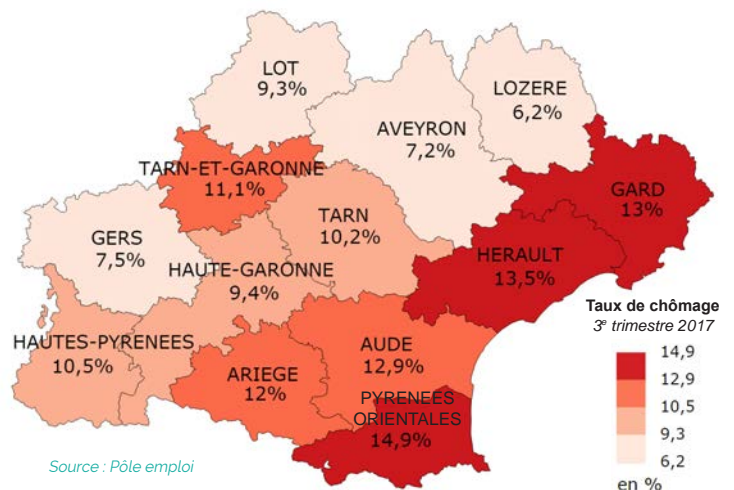 LOT
9,3%
LOZERE
6,2%
AVEYRON
7,2%
TARN-ET-GARONNE
11,1%
GARD
13%
TARN
10,2%
GERS
7,5%
HERAULT
13,5%
HAUTE-GARONNE
9,4%
Taux de chômage
3e trimestre 2017
HAUTES-PYRENEES
10,5%
AUDE
12,9%
ARIEGE
12%
PYRENEES
ORIENTALES
14,9%
14,9
12,9
10,5
9,3
6,2
en %
Source : Pôle emploi